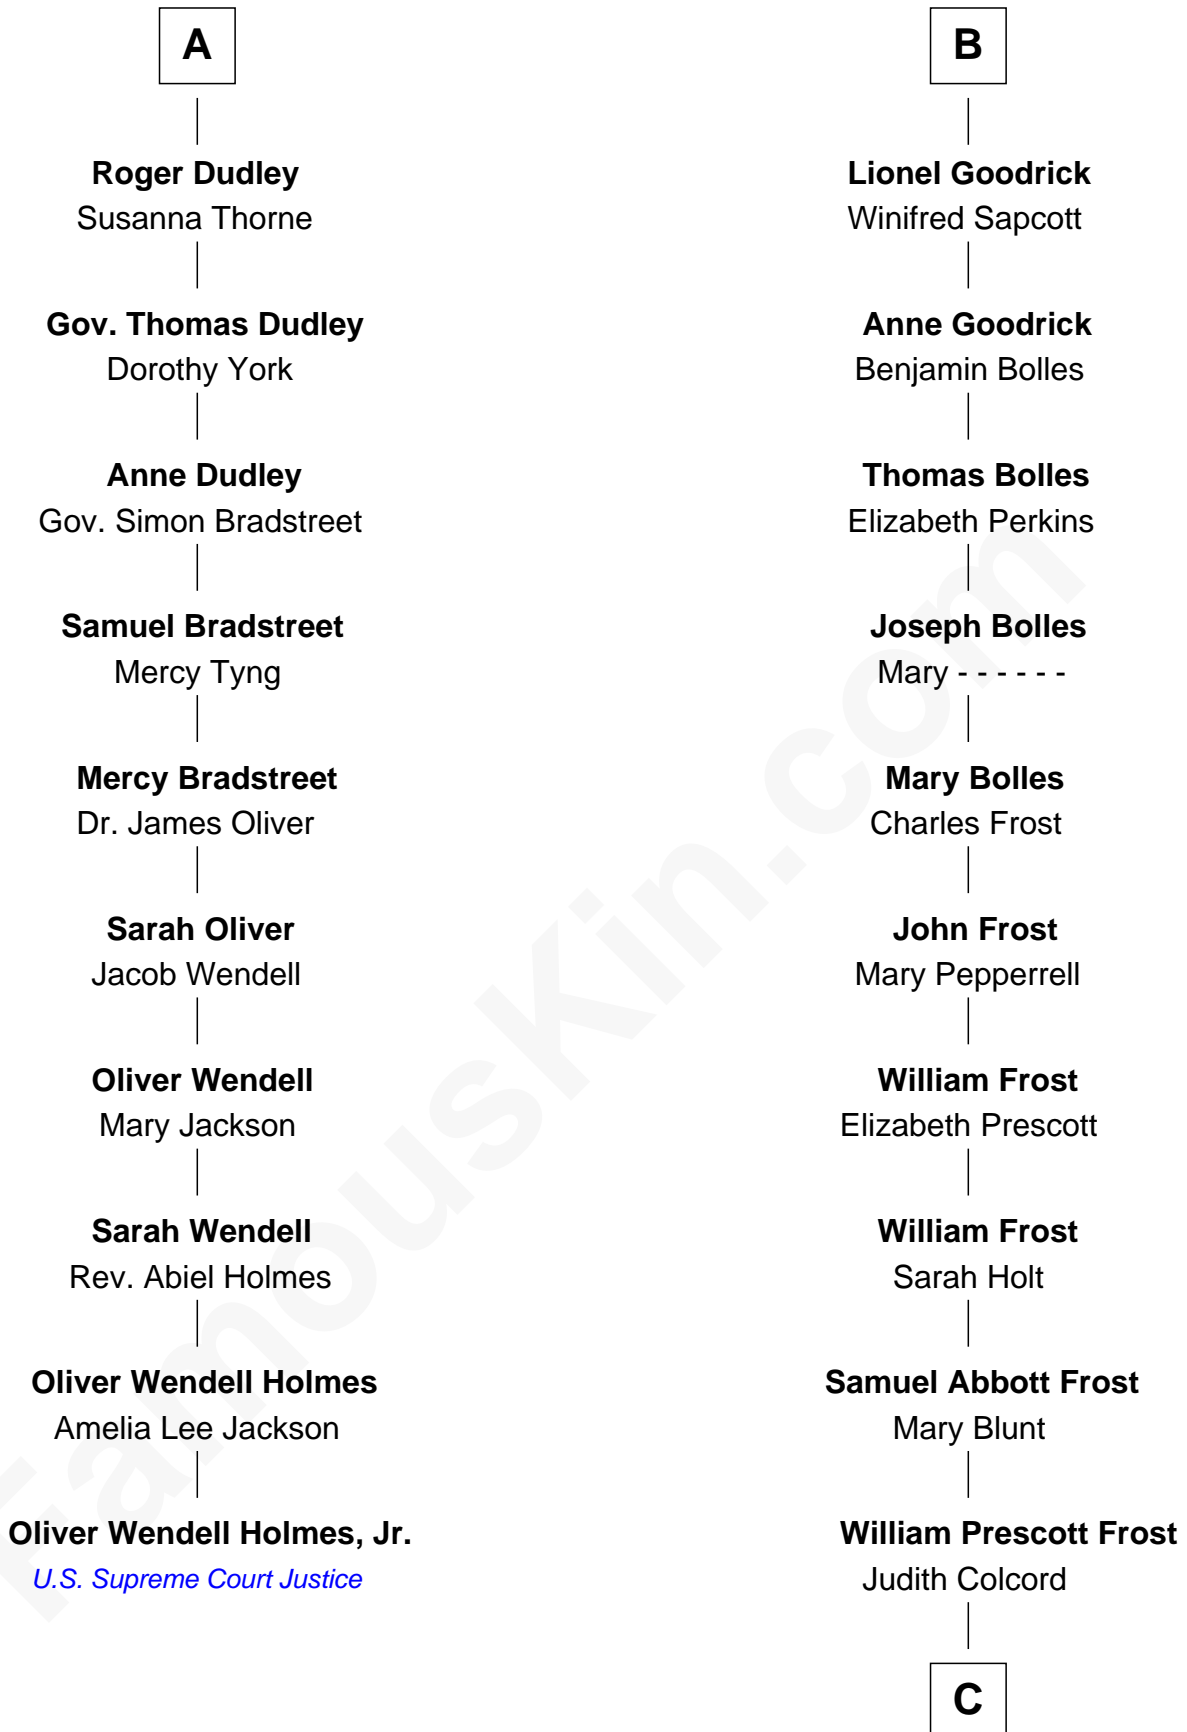 A
Roger Dudley
Susanna Thorne
Gov. Thomas Dudley
Dorothy York
Anne Dudley
Gov. Simon Bradstreet
Samuel Bradstreet
Mercy Tyng
Mercy Bradstreet
Dr. James Oliver
Sarah Oliver
Jacob Wendell
Oliver Wendell
Mary Jackson
Sarah Wendell
Rev. Abiel Holmes
Oliver Wendell Holmes
Amelia Lee Jackson
Oliver Wendell Holmes, Jr.
U.S. Supreme Court Justice
B
Lionel Goodrick
Winifred Sapcott
Anne Goodrick
Benjamin Bolles
Thomas Bolles
Elizabeth Perkins
Joseph Bolles
Mary - - - - - -
Mary Bolles
Charles Frost
John Frost
Mary Pepperrell
William Frost
Elizabeth Prescott
William Frost
Sarah Holt
Samuel Abbott Frost
Mary Blunt
William Prescott Frost
Judith Colcord
C
FamousKin.com